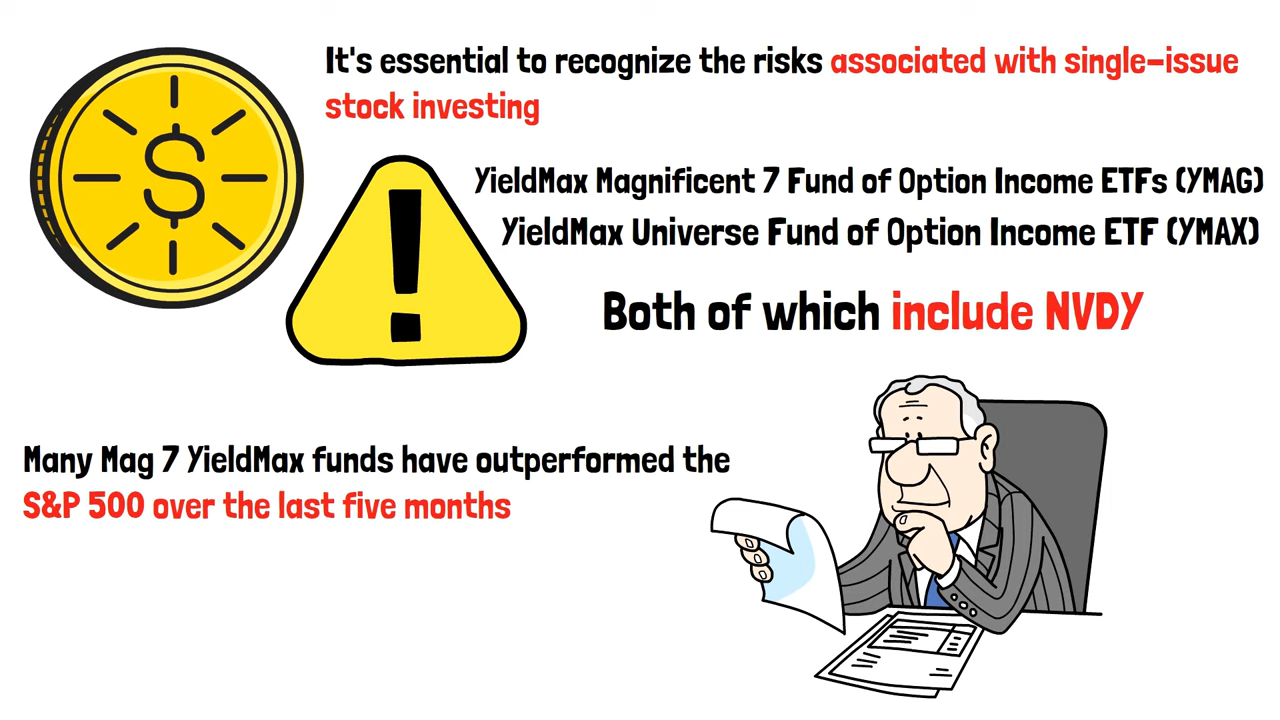 It's essential to recognize the risks associated with single-issue
stock investing
YieldMax Magnificent 7 Fund of Option Income ETFs (YMAG)
YieldMax Universe Fund of Option Income ETF (YMAX)
Both of which include NVDY
Many Mag 7 YieldMax funds have outperformed the
S&P 500 over the last five months